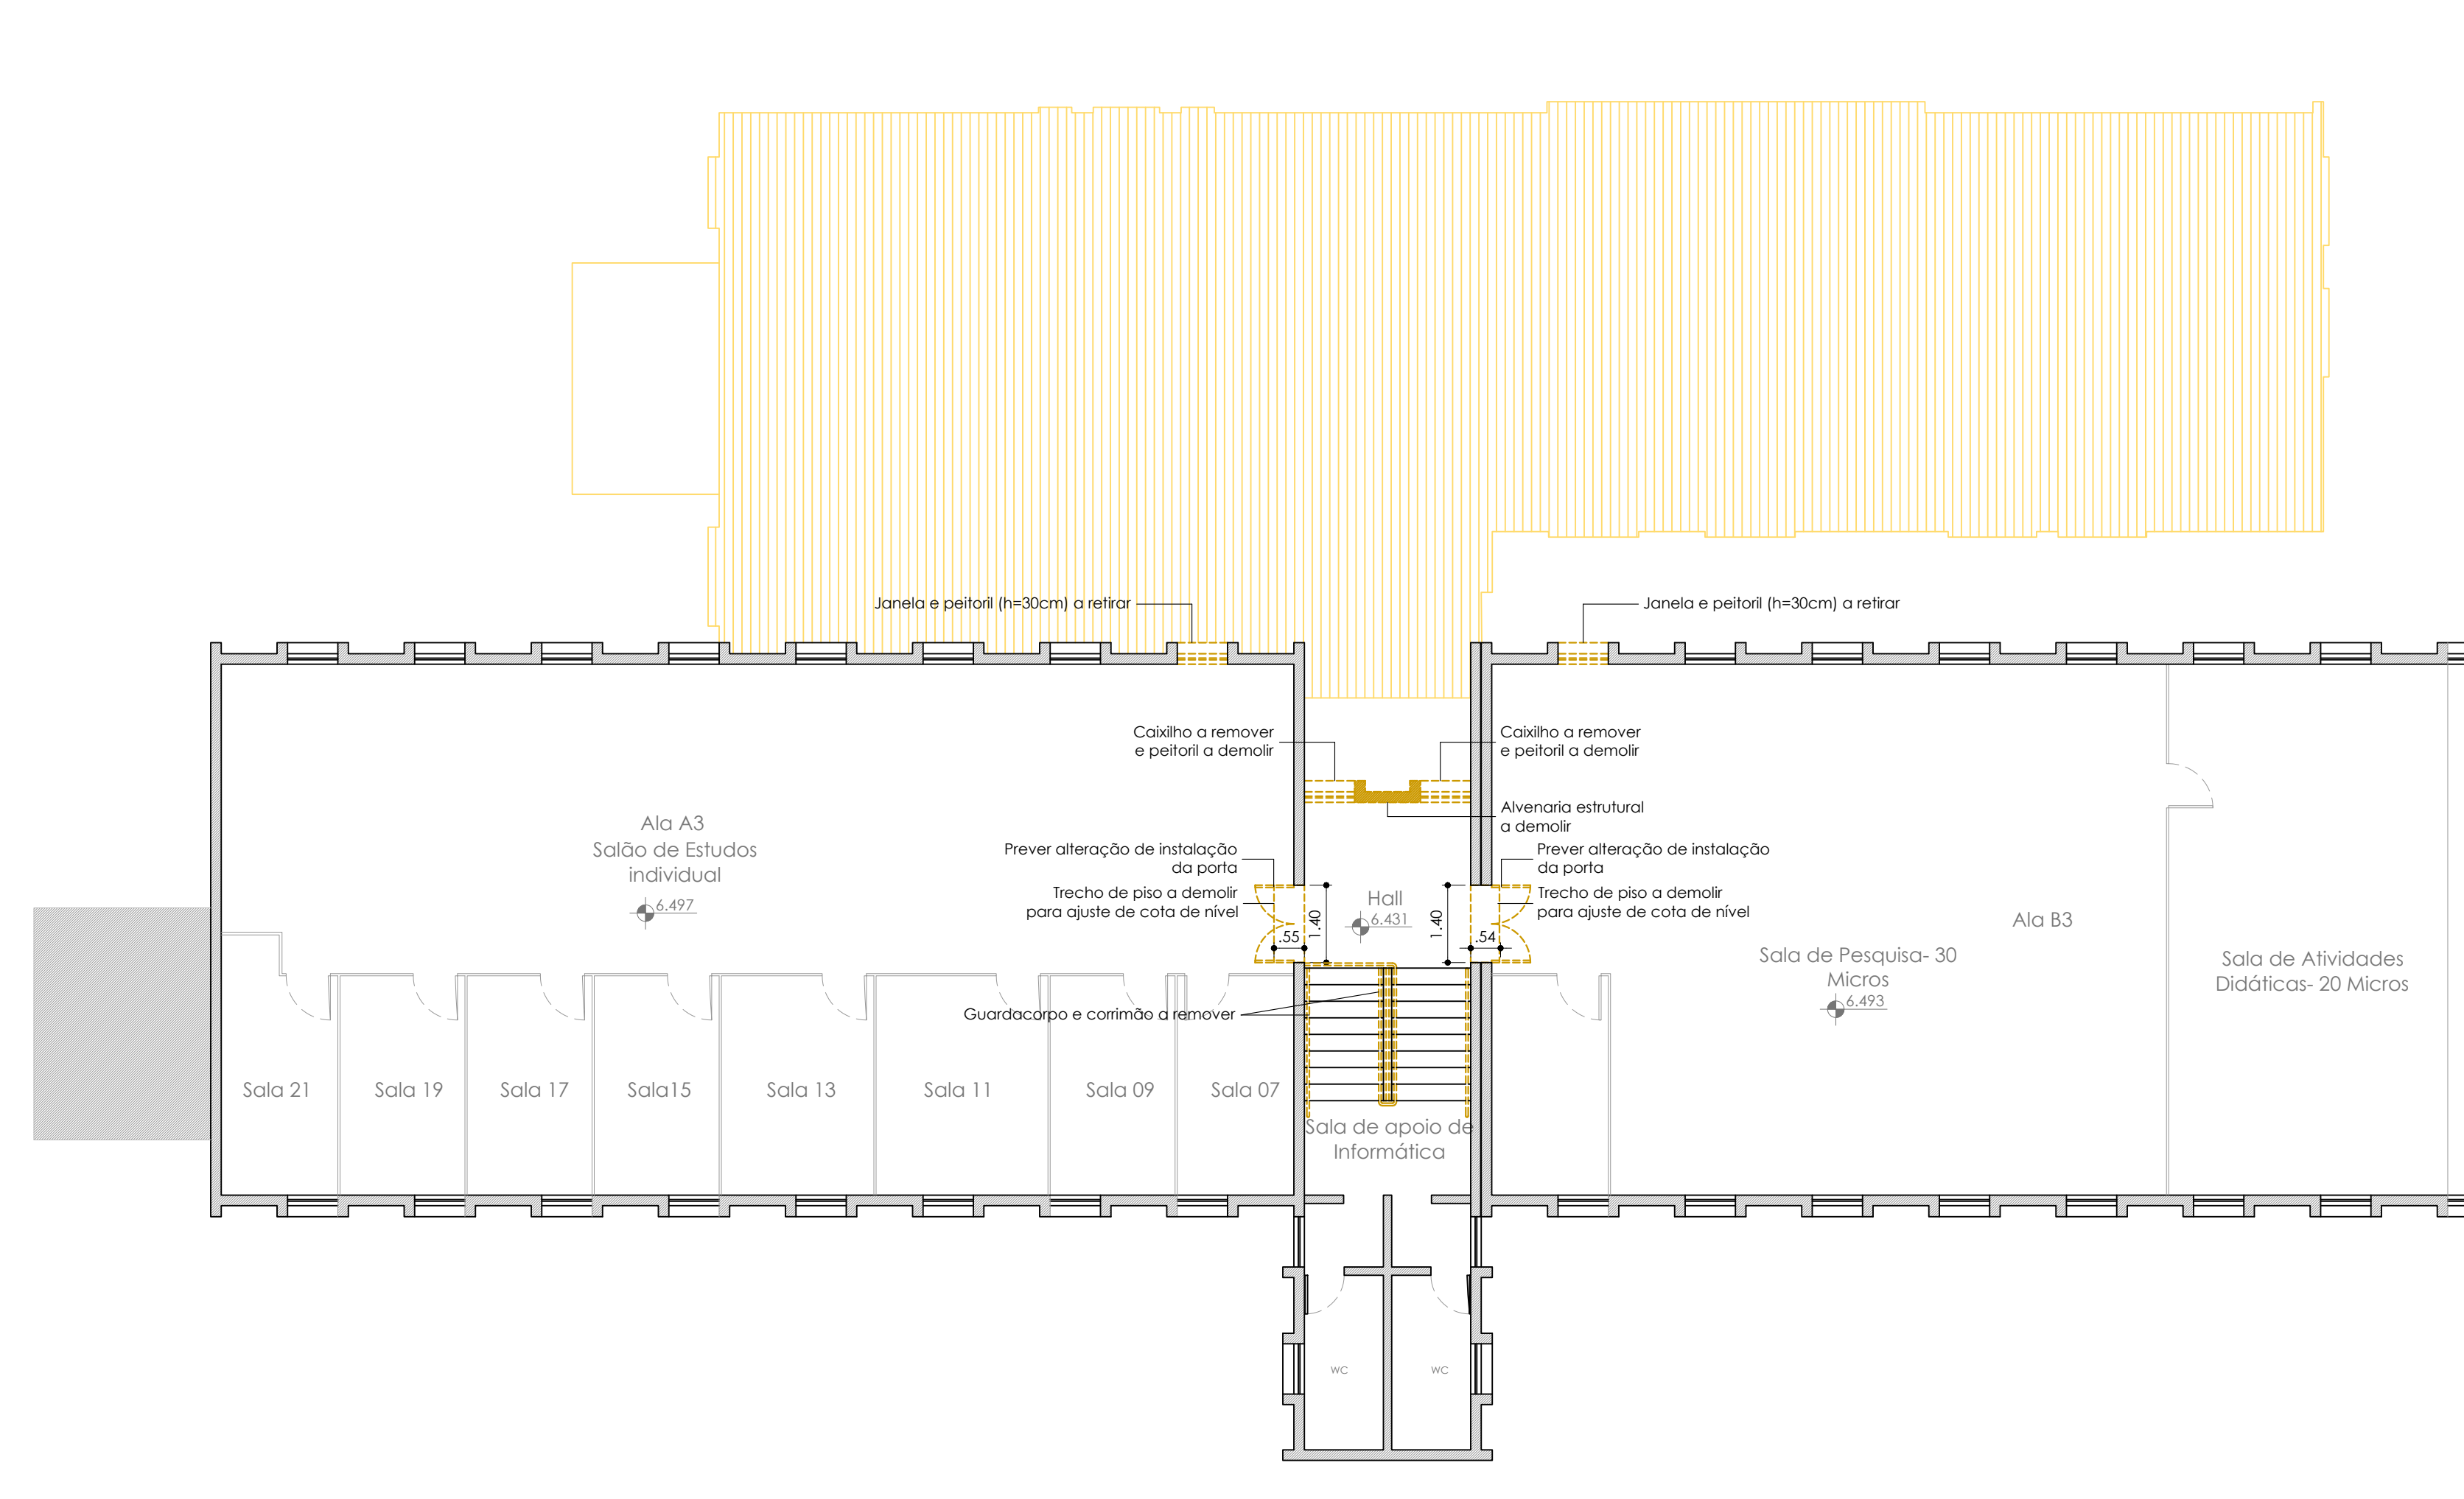 Janela e peitoril (h=30cm) a retirar
Janela e peitoril (h=30cm) a retirar
Caixilho a remover
e peitoril a demolir
Caixilho a remover
e peitoril a demolir
Alvenaria estrutural
a demolir
Ala A3
Salão de Estudos
individual
6.497
Prever alteração de instalação
da porta
Trecho de piso a demolir
para ajuste de cota de nível
.55
1.40
Hall
6.431
1.40
.54
Prever alteração de instalação
da porta
Trecho de piso a demolir
para ajuste de cota de nível
Ala B3
Sala de Pesquisa- 30
Micros
6.493
Sala de Atividades
Didáticas- 20 Micros
Guardacorpo e corrimão a remover
Sala 21
Sala 19
Sala 17
Sala15
Sala 13
Sala 11
Sala 09
Sala 07
Sala de apoio de
Informática
WC
WC